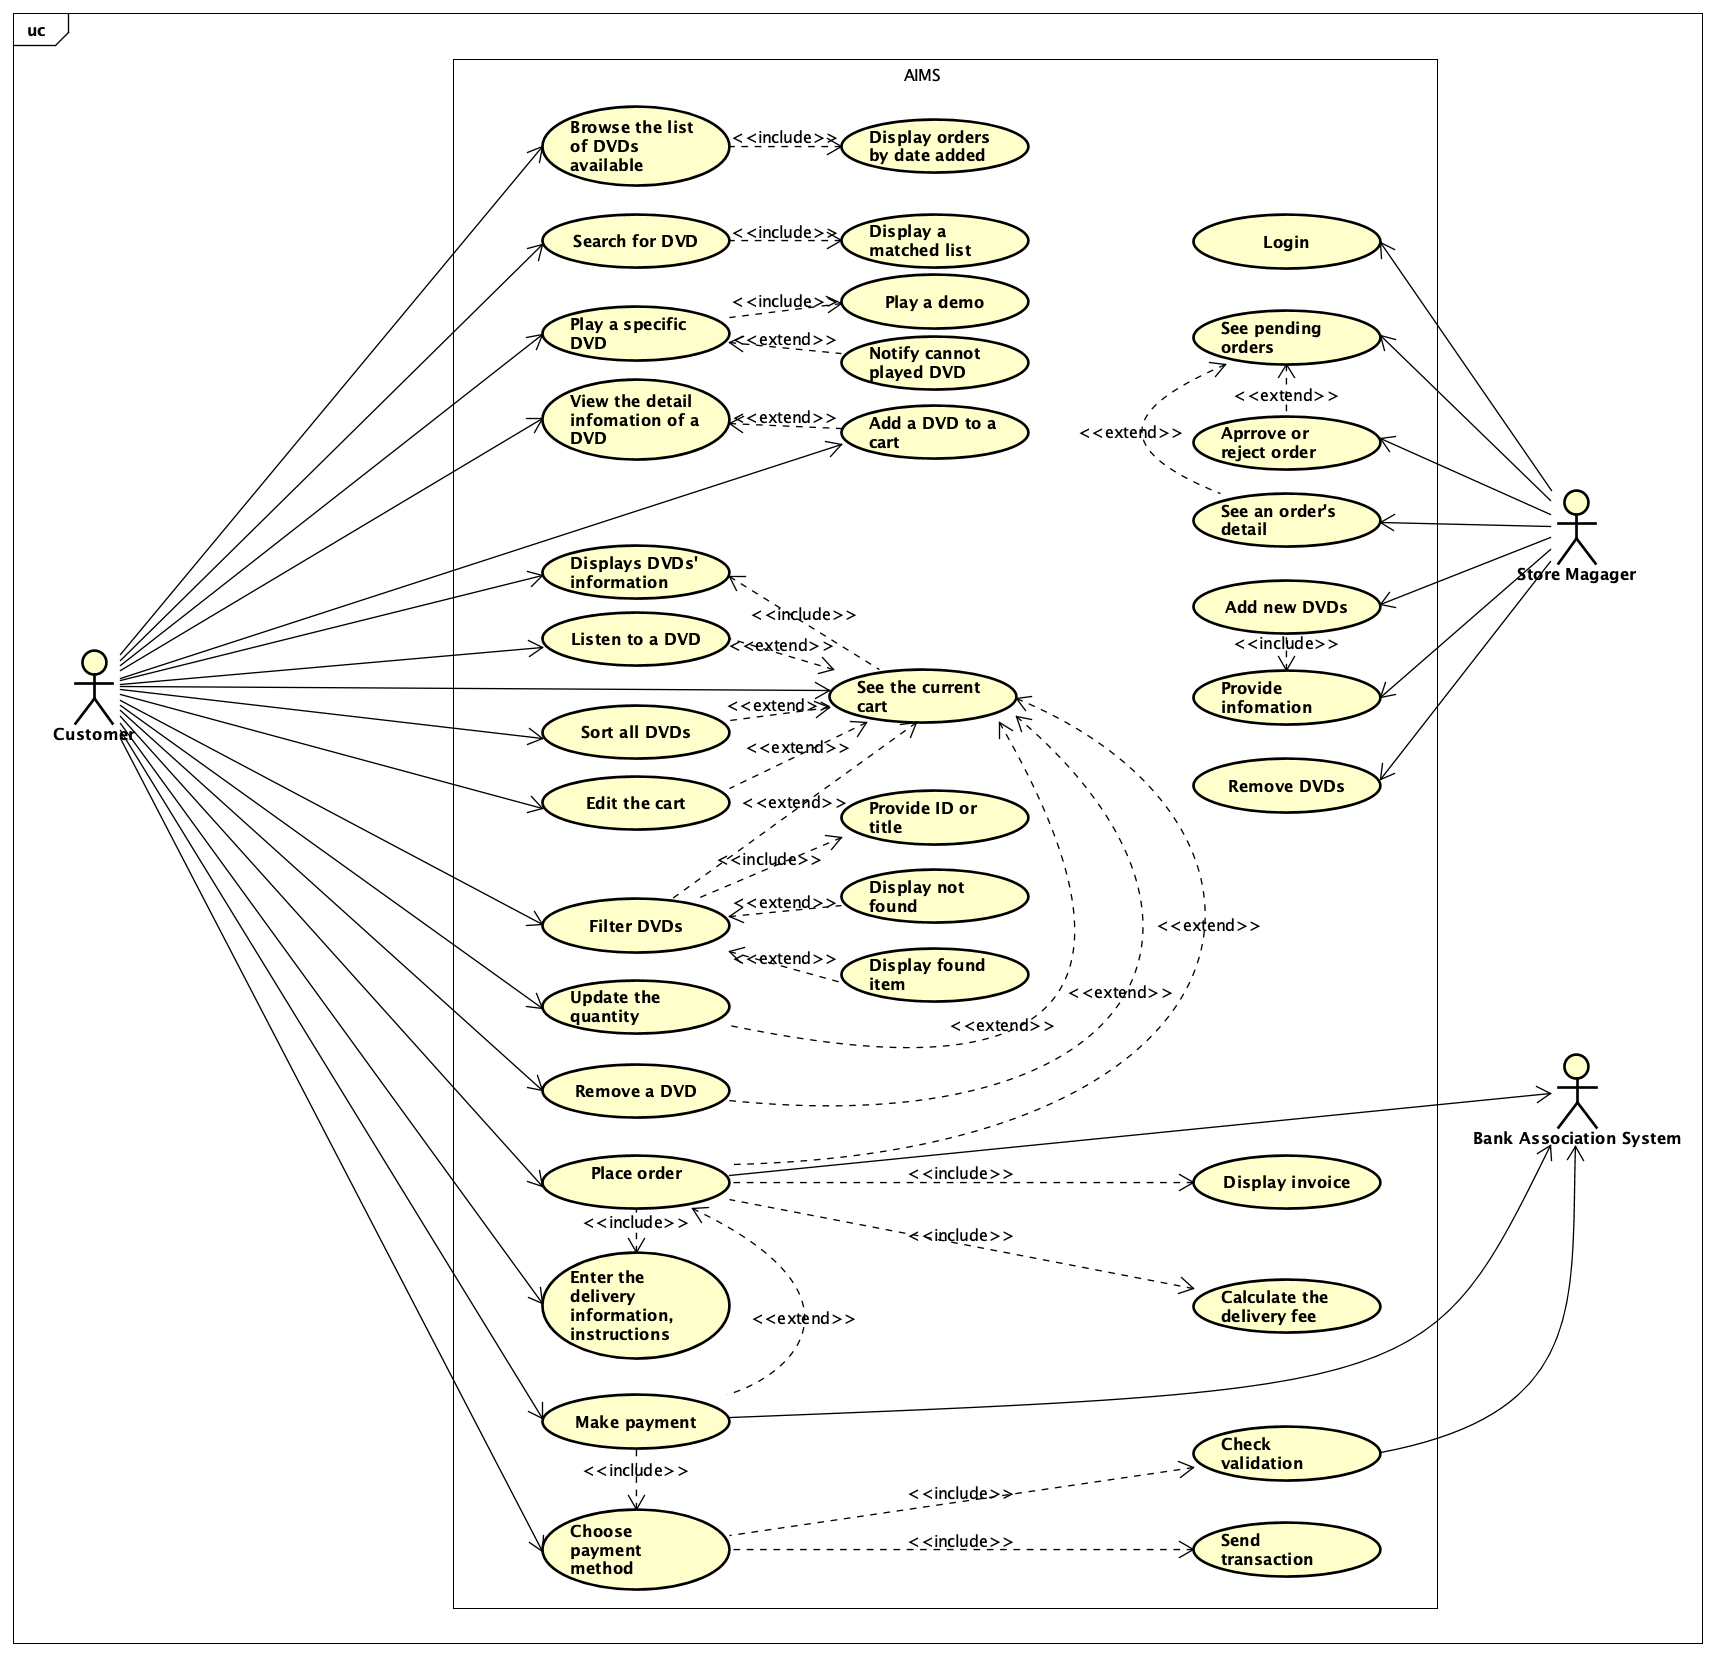 uc
AIMS
Browse the list
of DVDs
available
<<include>>
Display orders
by date added
Search for DVD
<<include>>
Display a
matched list
Login
Play a specific
DVD
<<include>>
Play a demo
<<extend>>
Notify cannot
played DVD
See pending
orders
View the detail
infomation of a
DVD
<<extend>>
Add a DVD to a
cart
<<extend>>
<<extend>>
Aprrove or
reject order
See an order's
detail
Store Magager
Displays DVDs'
information
<<include>>
Add new DVDs
<<include>>
Listen to a DVD
<<extend>>
See the current
cart
Provide
infomation
Customer
Sort all DVDs
<<extend>>
<<extend>>
Edit the cart
<<extend>>
Remove DVDs
Provide ID or
title
<<include>>
Filter DVDs
<<extend>>
Display not
found
<<extend>>
<<extend>>
Display found
item
Update the
quantity
<<extend>>
<<extend>>
Remove a DVD
Bank Association System
Place order
<<include>>
Display invoice
<<include>>
<<include>>
Enter the
delivery
information,
instructions
<<extend>>
Calculate the
delivery fee
Make payment
<<include>>
Check
validation
<<include>>
Choose
payment
method
<<include>>
Send
transaction